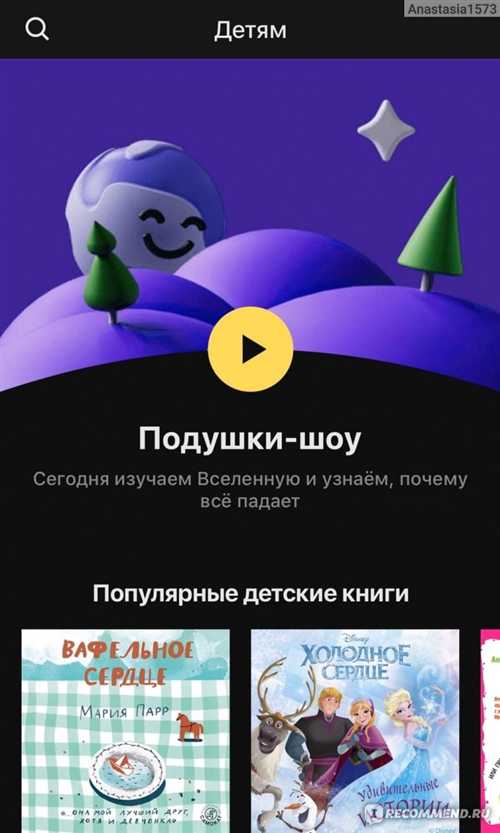 Anastasia1573
Детям
Подушки-шоу
Сегодня изучаем Вселенную и узнаём, почему
всё падает
Популярные детские книги
ВАФЕЛЬНОЕ
СЕРДЦЕ
МАРИЯ ПАРР
ОНА МОЙ ЛУЧШИЙ ДРУГ,
ХОТЯ И ДЕВЧОНКА
Disney
ХОЛОДНОЕ
СЕРДЦЕ
УДИВИТЕЛЬНЫЕ
ИСТОРИИ
IRECOMMEND.RU